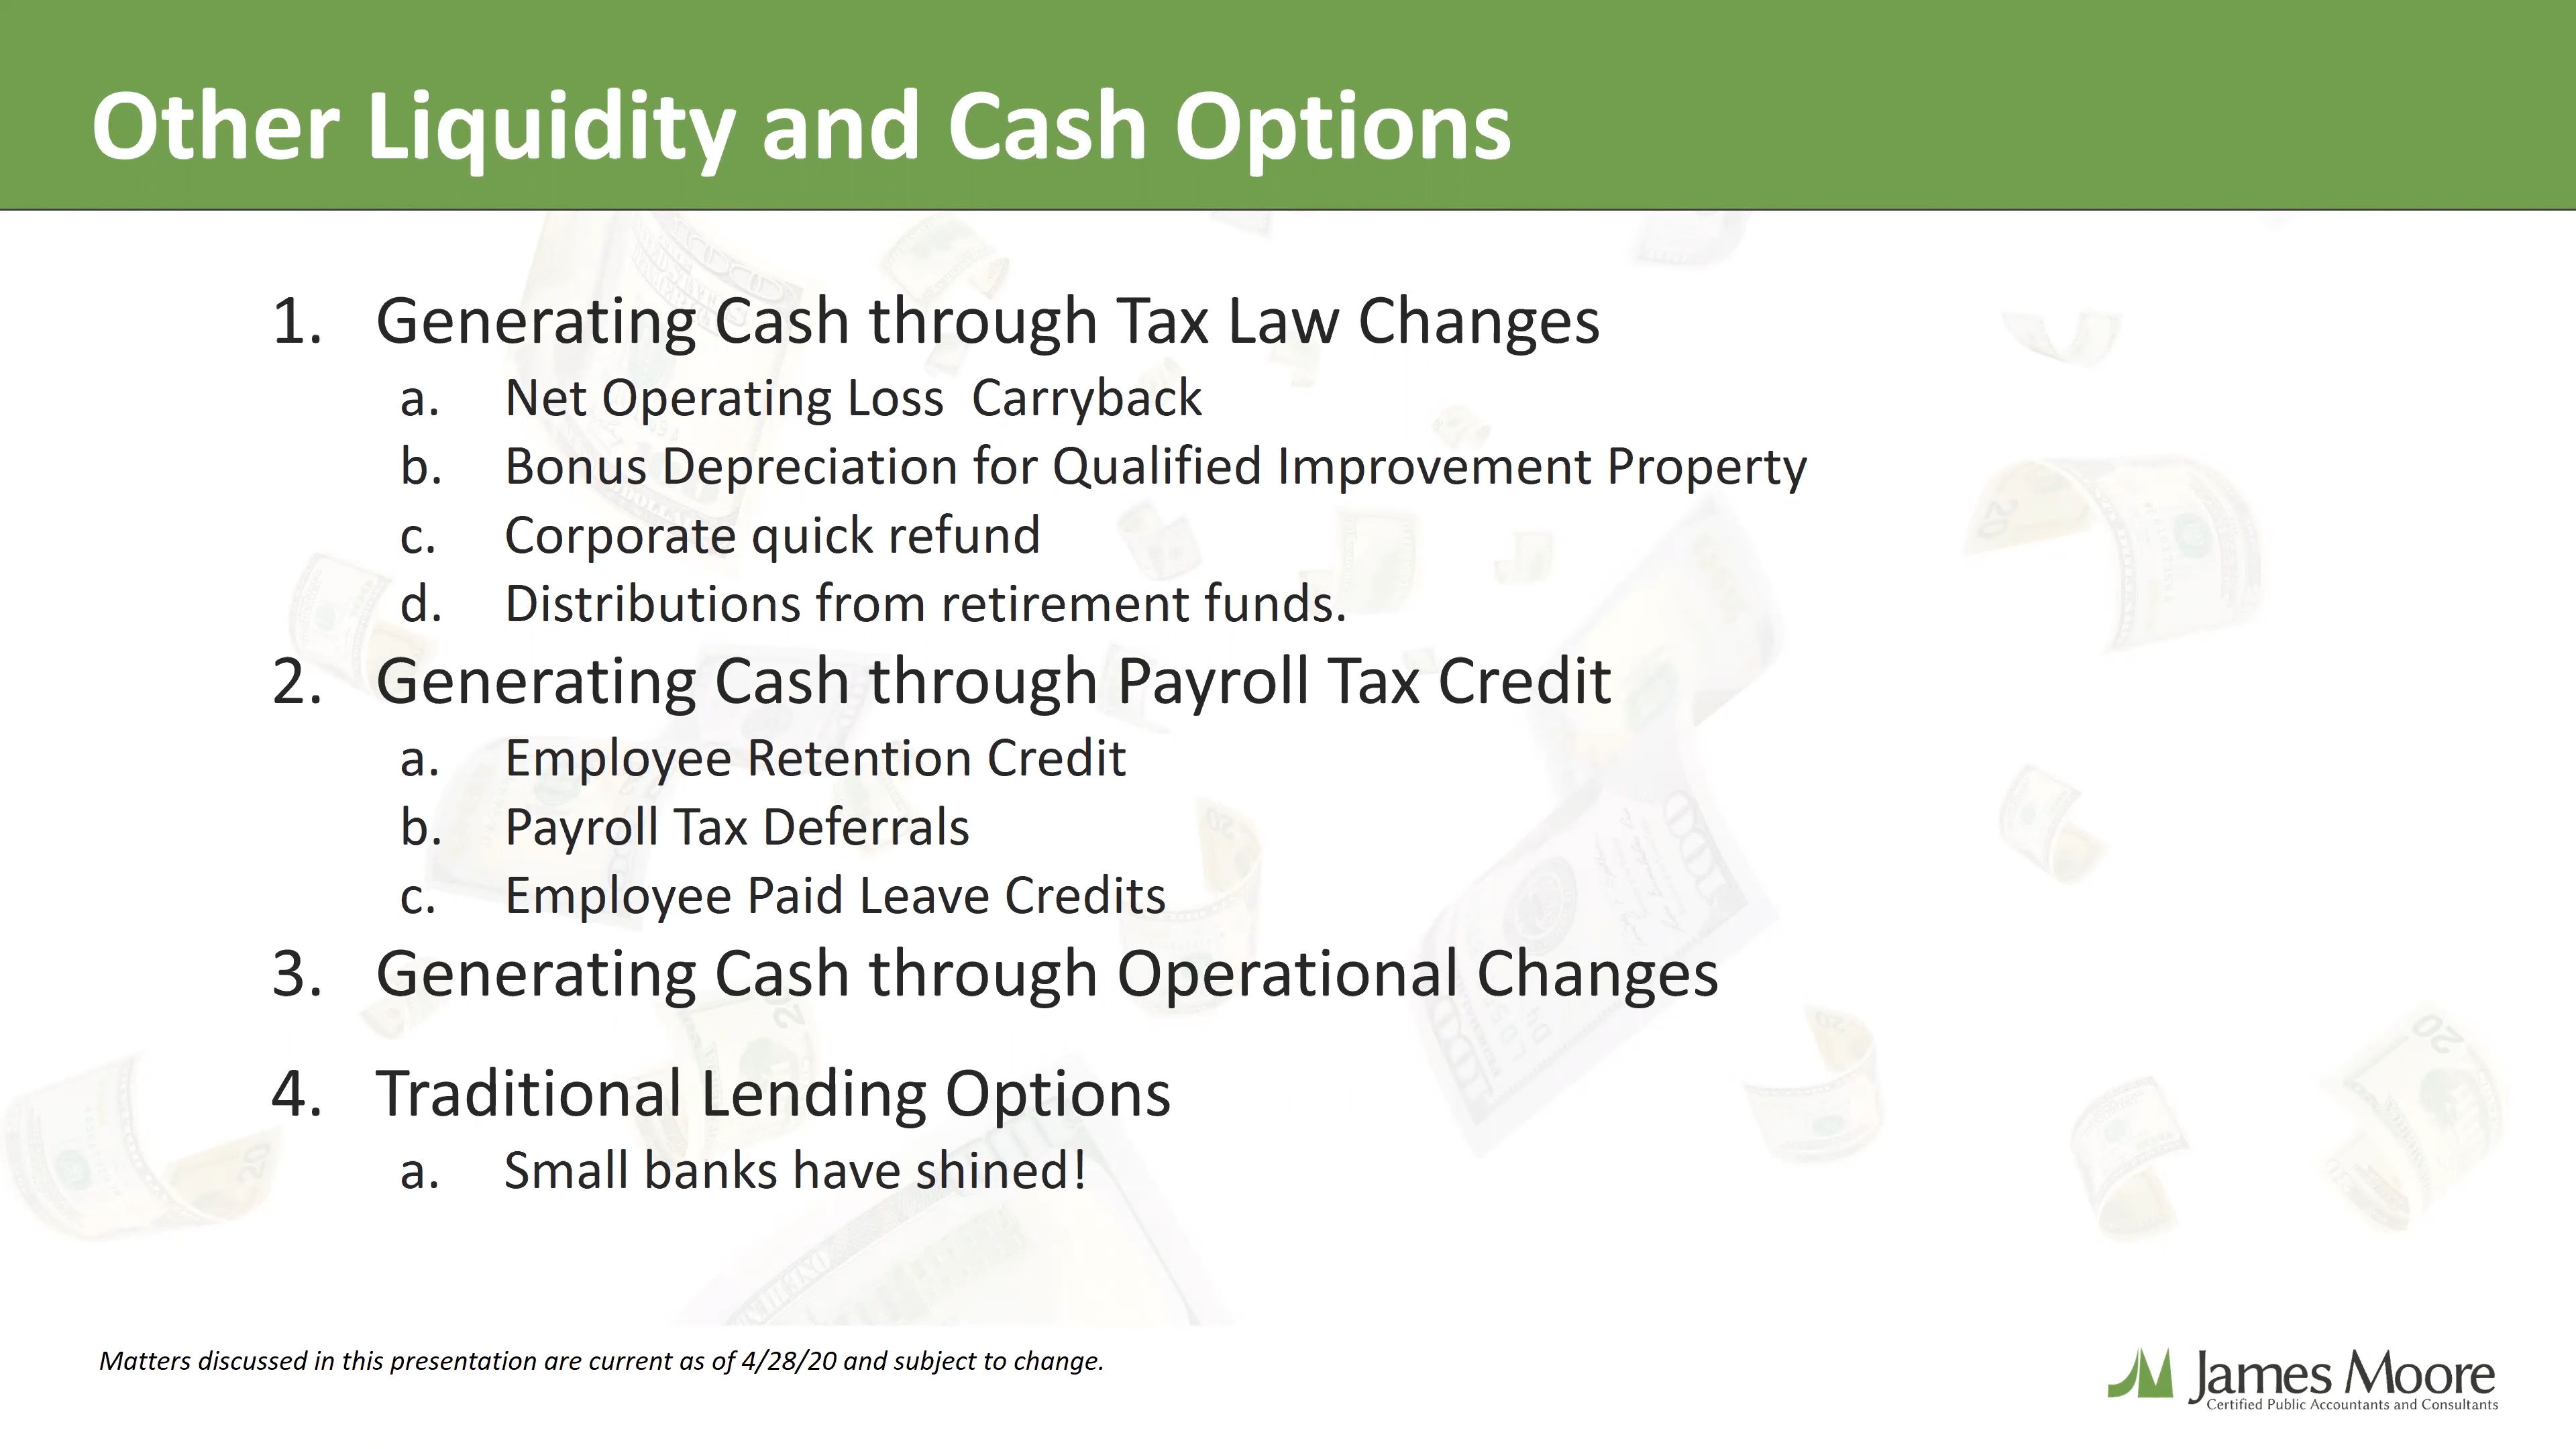 Other Liquidity and Cash Options
1. Generating Cash through Tax Law Changes
a. Net Operating Loss  Carryback
b. Bonus Depreciation for Qualified Improvement Property
c. Corporate quick refund
d. Distributions from retirement funds.
2. Generating Cash through Payroll Tax Credit
a. Employee Retention Credit
b. Payroll Tax Deferrals
c. Employee Paid Leave Credits
3. Generating Cash through Operational Changes
4. Traditional Lending Options
a. Small banks have shined!
Matters discussed in this presentation are current as of 4/28/20 and subject to change.
James Moore
Certified Public Accountants and Consultants